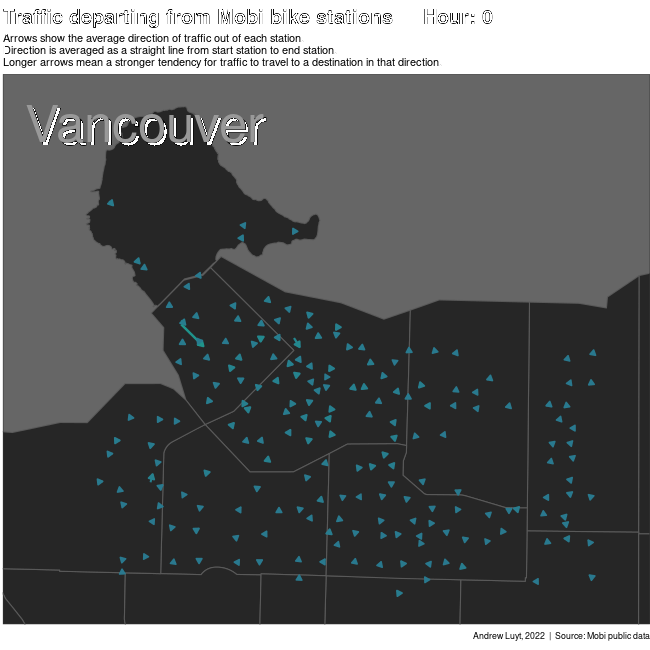 Traffic departing from Mobi bike stations Hour: 0
Arrows show the average direction of traffic out of each station
Direction is averaged as a straight line from start station to end station
Longer arrows mean a stronger tendency for traffic to travel to a destination in that direction
Vancouver
Andrew Luyt, 2022 | Source: Mobi public data